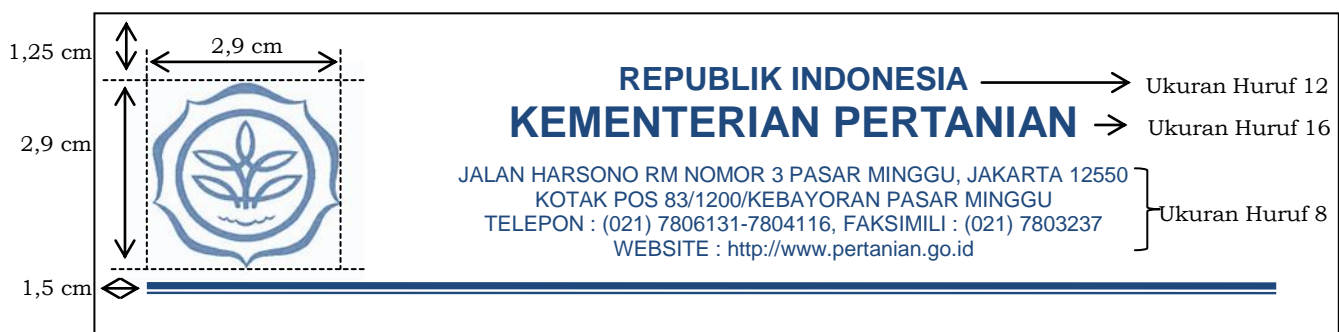 1,25 cm
2,9 cm
REPUBLIK INDONESIA
Ukuran Huruf 12
KEMENTERIAN PERTANIAN
Ukuran Huruf 16
2,9 cm
JALAN HARSONO RM NOMOR 3 PASAR MINGGU, JAKARTA 12550
KOTAK POS 83/1200/KEBAYORAN PASAR MINGGU
TELEPON : (021) 7806131-7804116, FAKSIMILI : (021) 7803237
WEBSITE : http://www.pertanian.go.id
Ukuran Huruf 8
1,5 cm